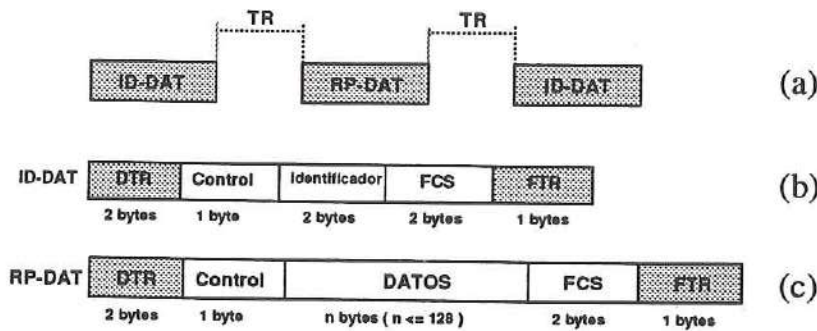 TR TR
ID-DAT RP-DAT ID-DAT (a)
ID-DAT DTR Control Identificador FCS FTR (b)
2 bytes 1 byte 2 bytes 2 bytes 1 bytes
RP-DAT DTR Control DATOS FCS FTR (c)
2 bytes 1 byte n bytes ( n <= 128 ) 2 bytes 1 bytes